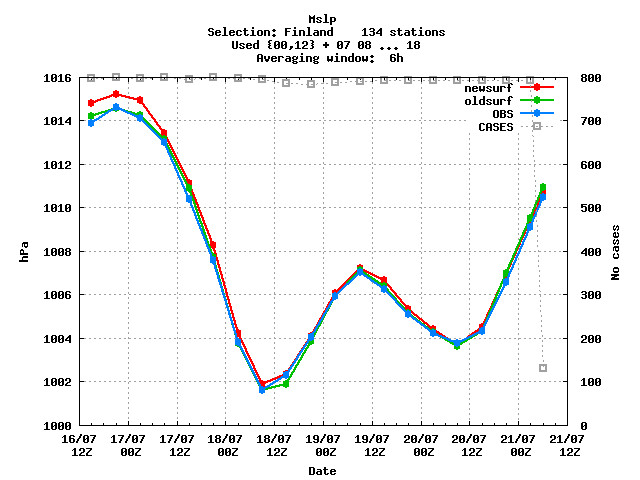 Mslp
Selection: Finland    134 stations
Used {00,12} + 07 08 ... 18
Averaging window:  6h
newsurf
oldsurf
OBS
CASES
hPa
1016
1014
1012
1010
1008
1006
1004
1002
1000
800
700
600
500
400
300
200
100
0
No cases
16/07 17/07 17/07 18/07 18/07 19/07 19/07 20/07 20/07 21/07 21/07
12Z 00Z 12Z 00Z 12Z 00Z 12Z 00Z 12Z 00Z 12Z
Date